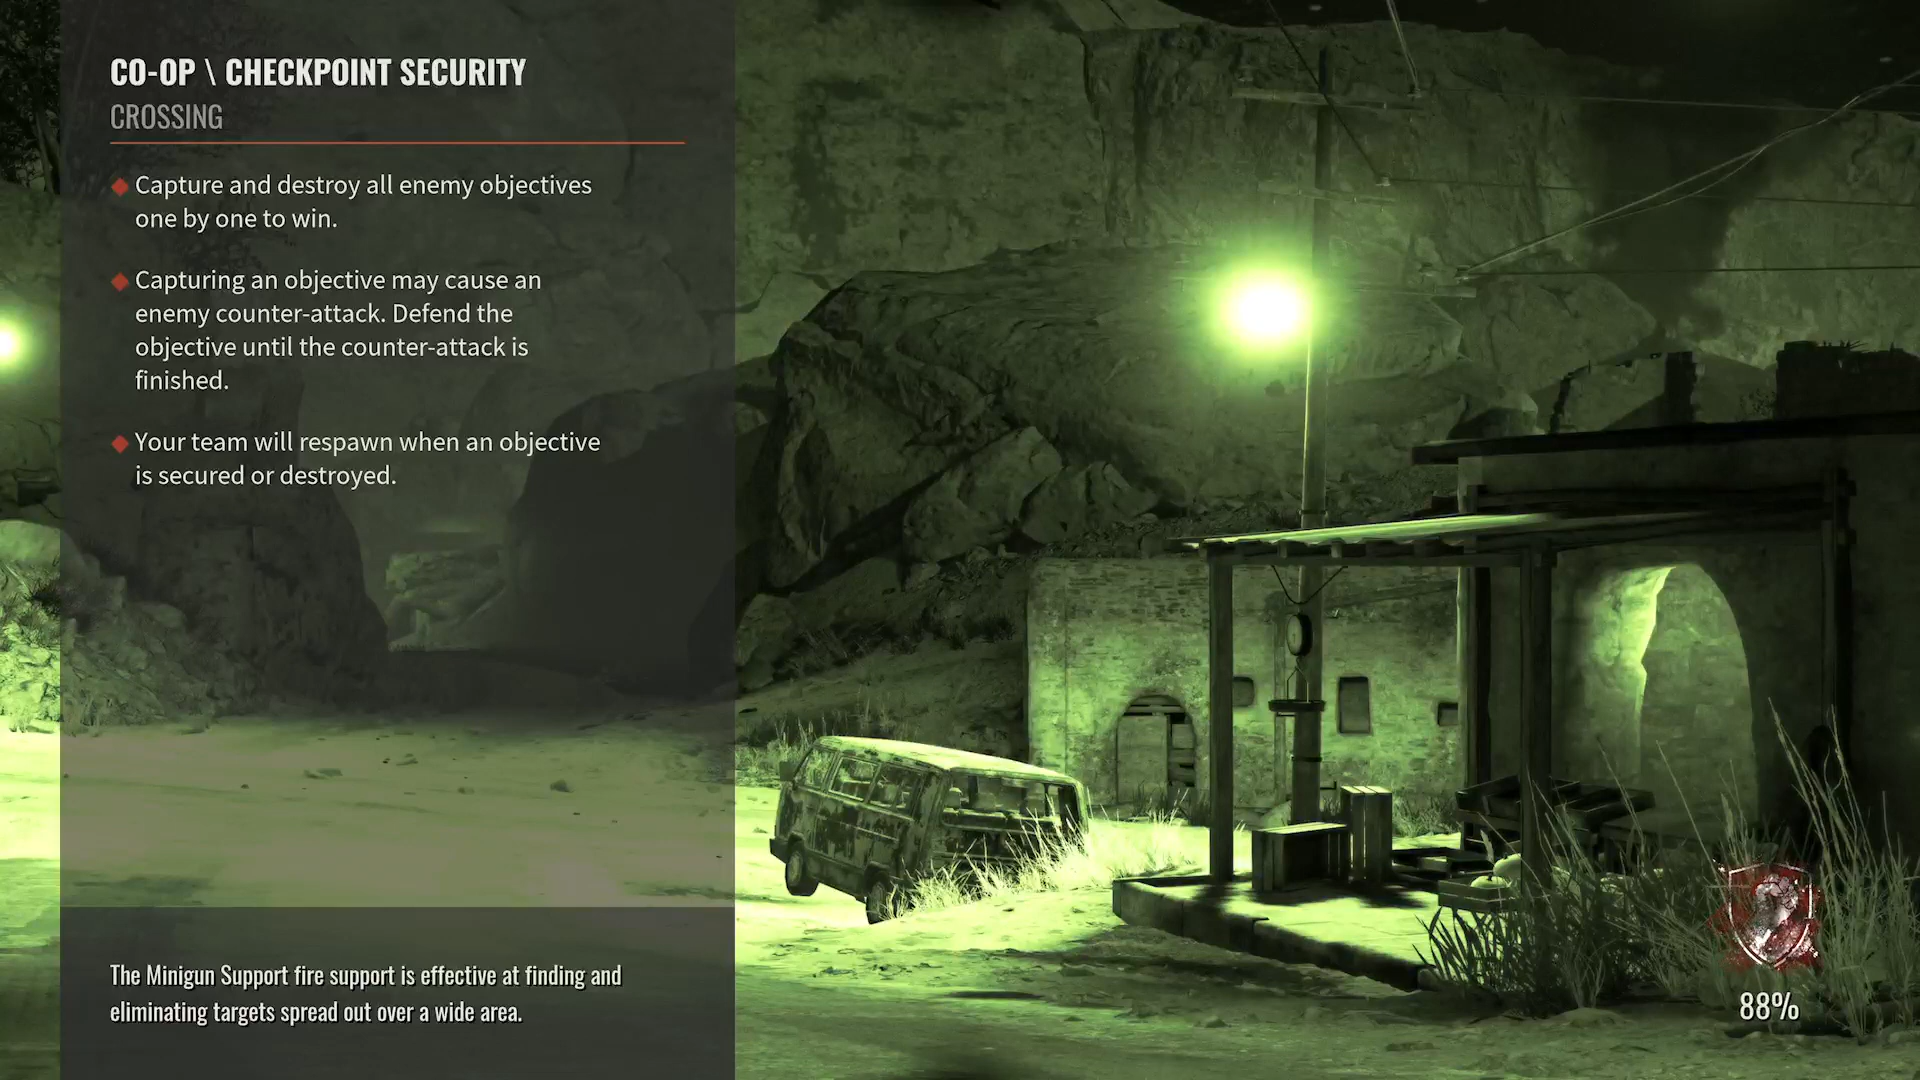 CO-OP \ CHECKPOINT SECURITY
CROSSING
Capture and destroy all enemy objectives
one by one to win.
Capturing an objective may cause an
enemy counter-attack. Defend the
objective until the counter-attack is
finished.
Your team will respawn when an objective
is secured or destroyed.
The Minigun Support fire support is effective at finding and
eliminating targets spread out over a wide area.
88%